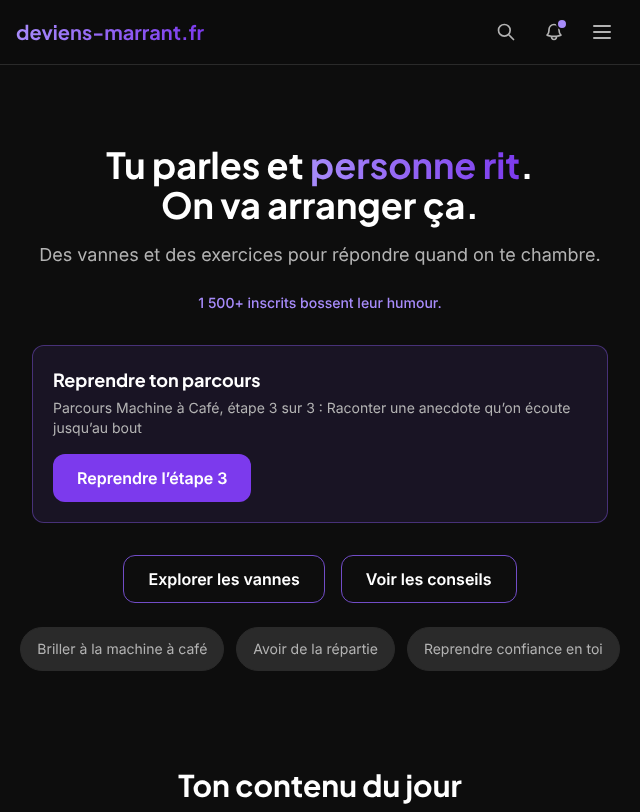 deviens-marrant.fr
Tu parles et personne rit.
On va arranger ça.
Des vannes et des exercices pour répondre quand on te chambre.
1 500+ inscrits bossent leur humour.
Reprendre ton parcours
Parcours Machine à Café, étape 3 sur 3 : Raconter une anecdote qu’on écoute
jusqu’au bout
Reprendre l’étape 3
Explorer les vannes
Voir les conseils
Briller à la machine à café
Avoir de la répartie
Reprendre confiance en toi
Ton contenu du jour